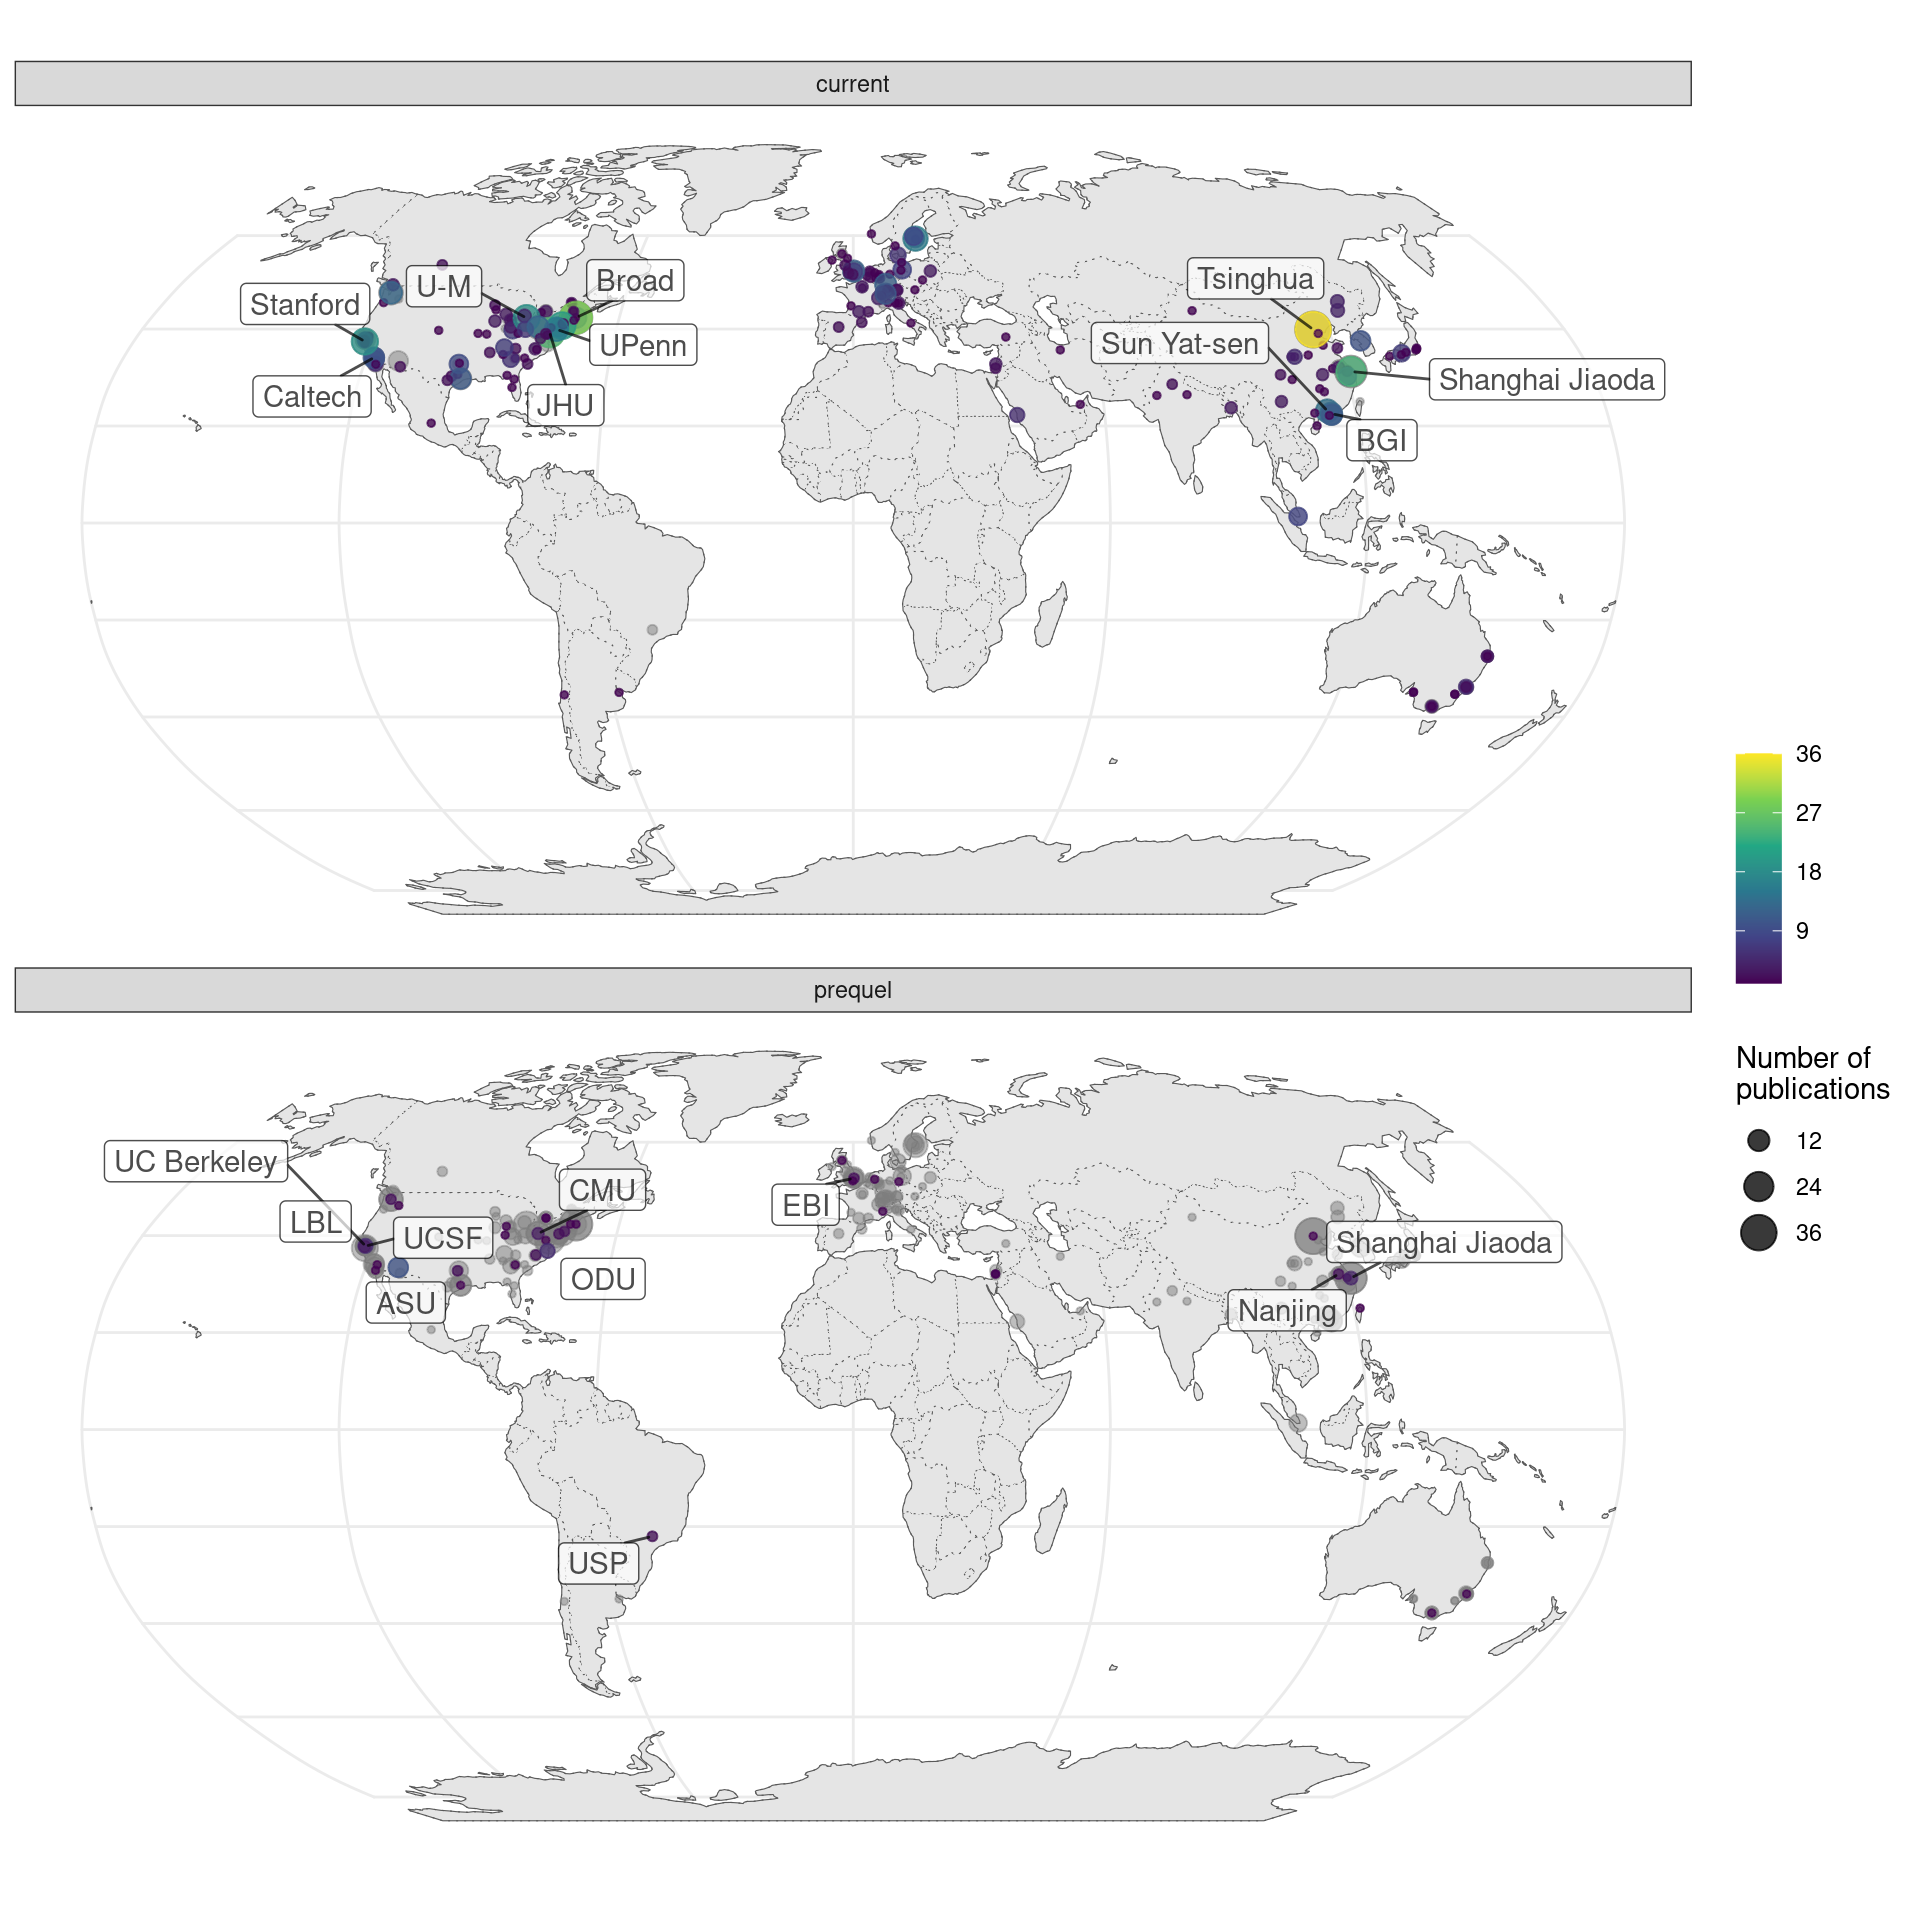 current
Broad
U-M
Tsinghua
Stanford
UPenn
Sun Yat-sen
Shanghai Jiaoda
Caltech
JHU
BGI
36
27
18
9
prequel
Number of
publications
12
24
36
UC Berkeley
CMU
LBL
EBI
UCSF
Shanghai Jiaoda
ODU
ASU
Nanjing
USP